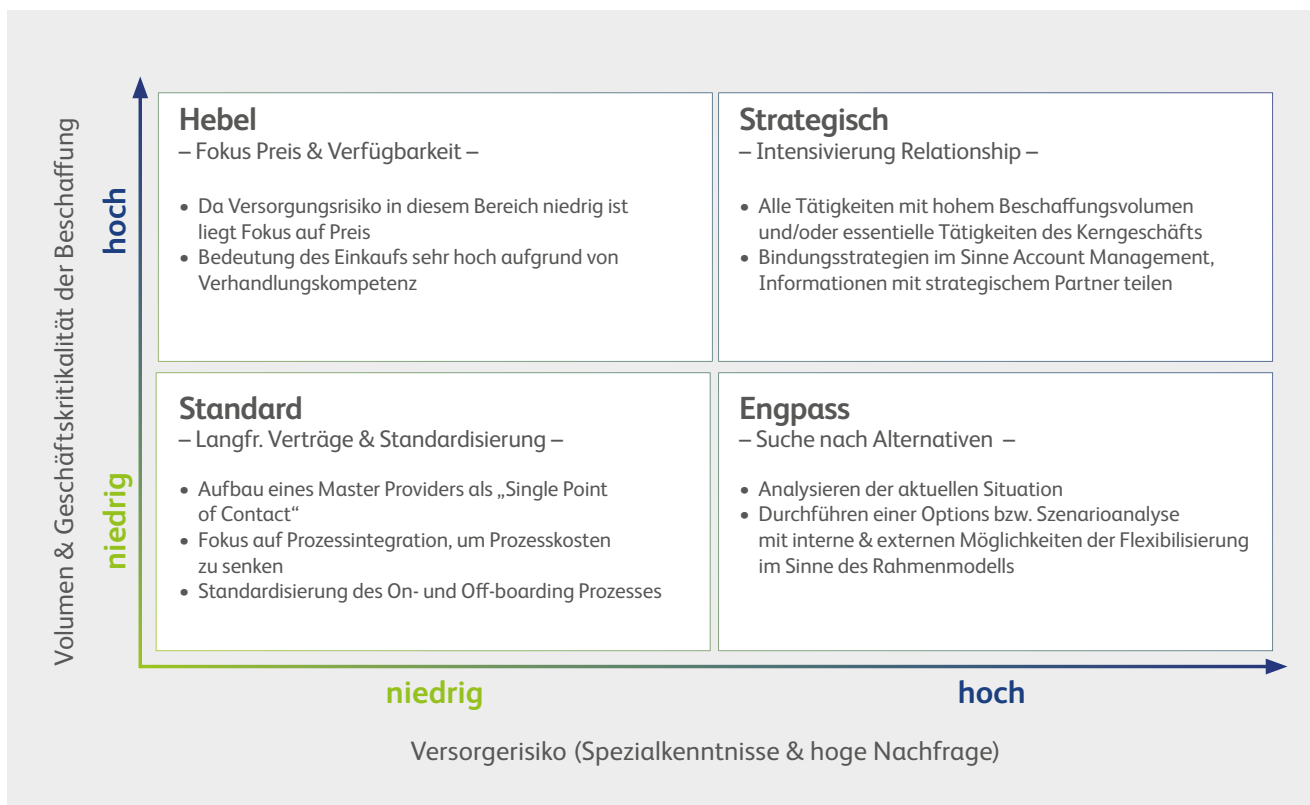 Volumen & Geschäftskritikalität der Beschaffung
hoch
niedrig
Hebel
– Fokus Preis & Verfügbarkeit –
• Da Versorgungsrisiko in diesem Bereich niedrig ist
liegt Fokus auf Preis
• Bedeutung des Einkaufs sehr hoch aufgrund von
Verhandlungskompetenz
Strategisch
– Intensivierung Relationship –
• Alle Tätigkeiten mit hohem Beschaffungsvolumen
und/oder essentielle Tätigkeiten des Kerngeschäfts
• Bindungsstrategien im Sinne Account Management,
Informationen mit strategischem Partner teilen
Standard
– Langfr. Verträge & Standardisierung –
• Aufbau eines Master Providers als „Single Point
of Contact“
• Fokus auf Prozessintegration, um Prozesskosten
zu senken
• Standardisierung des On- und Off-boarding Prozesses
Engpass
– Suche nach Alternativen –
• Analysieren der aktuellen Situation
• Durchführen einer Options bzw. Szenarioanalyse
mit interne & externen Möglichkeiten der Flexibilisierung
im Sinne des Rahmenmodells
niedrig
hoch
Versorgerisiko (Spezialkenntnisse & hoge Nachfrage)